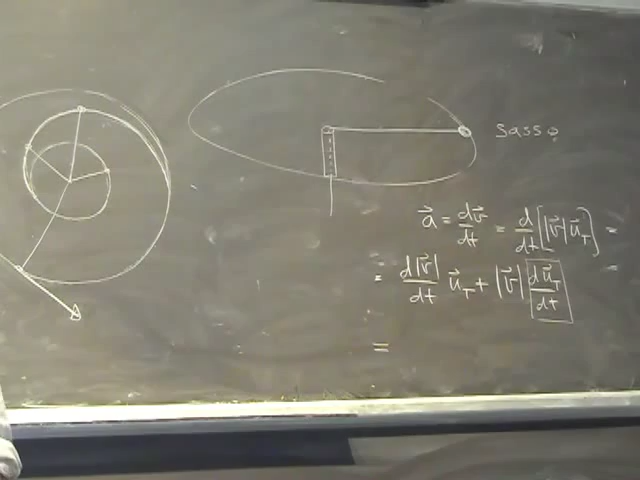 sasso
a⃗ = dv⃗/dt = d/dt [|v⃗| u⃗_T] =
= d|v⃗|/dt u⃗_T + |v⃗| du⃗_T/dt =
=